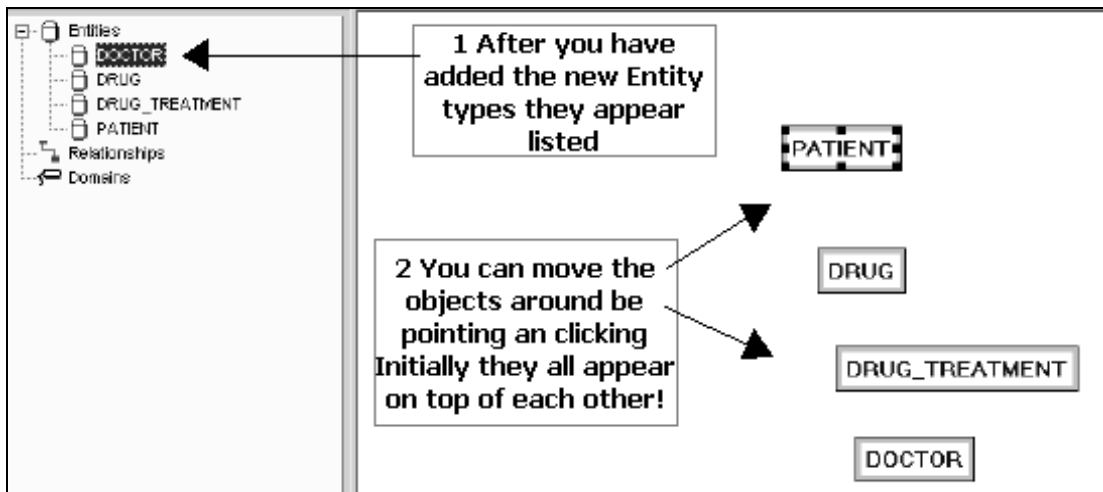 Entities
DOCTOR
DRUG
DRUG_TREATMENT
PATIENT
Relationships
Domains
1 After you have
added the new Entity
types they appear
listed
PATIENT
2 You can move the
objects around be
pointing an clicking
Initially they all appear
on top of each other!
DRUG
DRUG_TREATMENT
DOCTOR